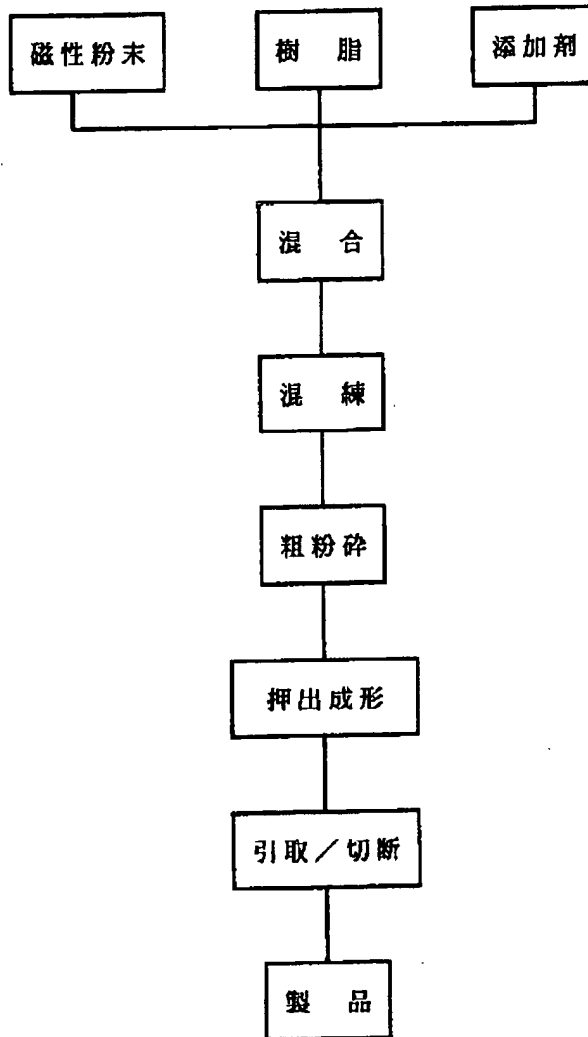 磁性粉末
樹 脂
添加剤
混 合
混 練
粗粉砕
押出成形
引取／切断
製 品